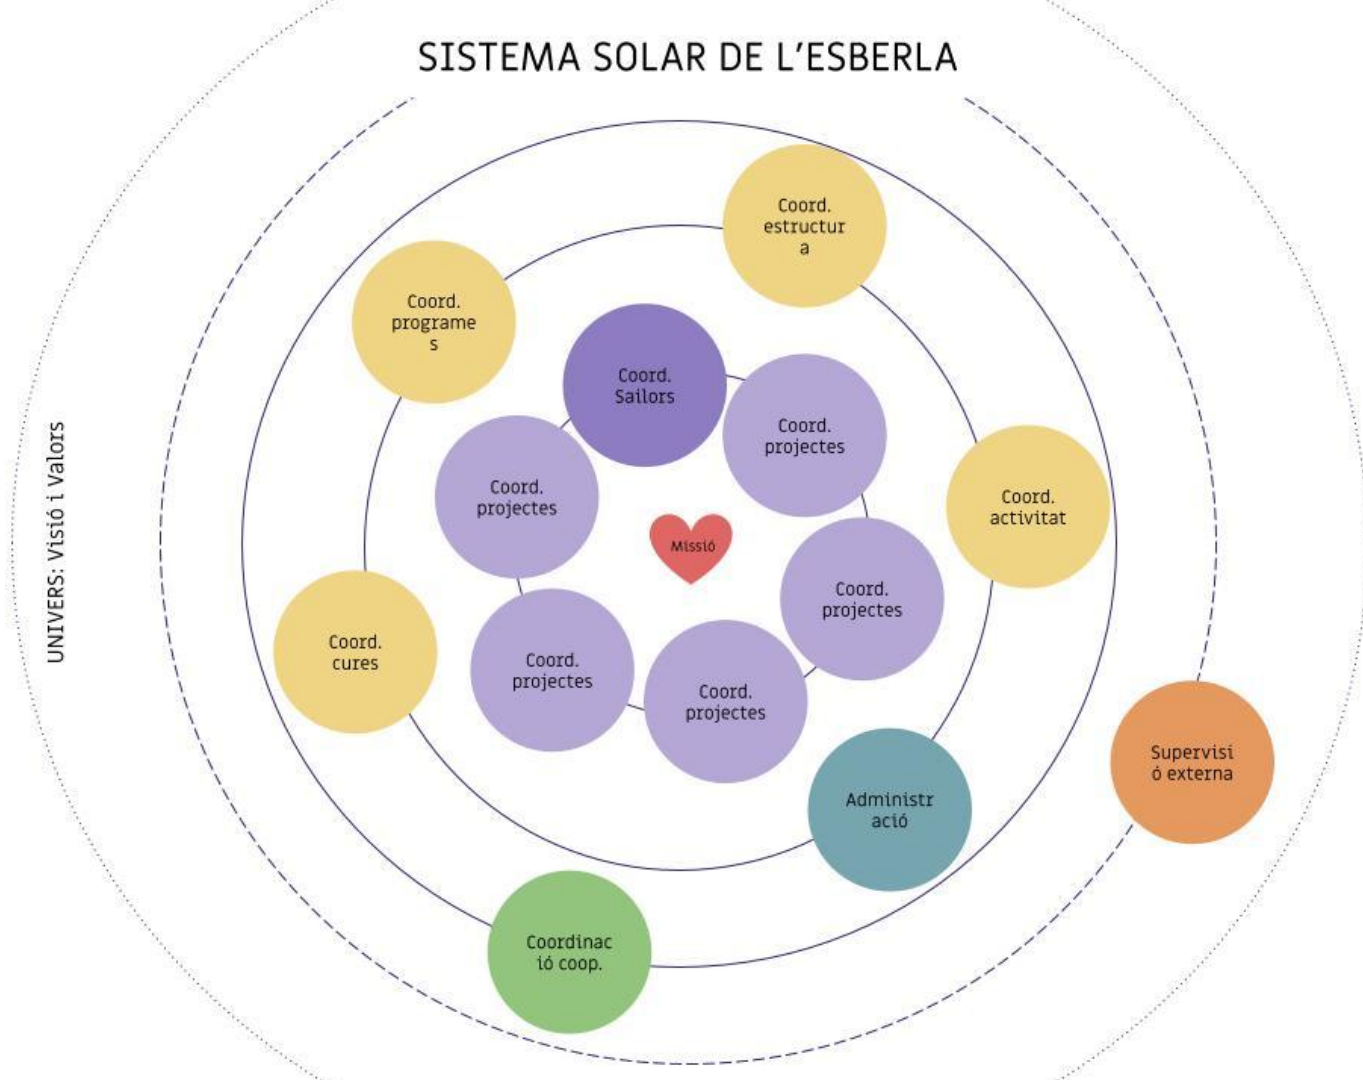 SISTEMA SOLAR DE L'ESBERLA
Coord.
estructur
a
Coord.
programe
s
Coord.
Sailors
Coord.
projectes
Coord.
projectes
Coord.
activitat
Missió
Coord.
projectes
Coord.
cures
Coord.
projectes
Coord.
projectes
Supervisi
ó externa
Administr
ació
Coordinac
ió coop.
UNIVERS: Visió i Valors